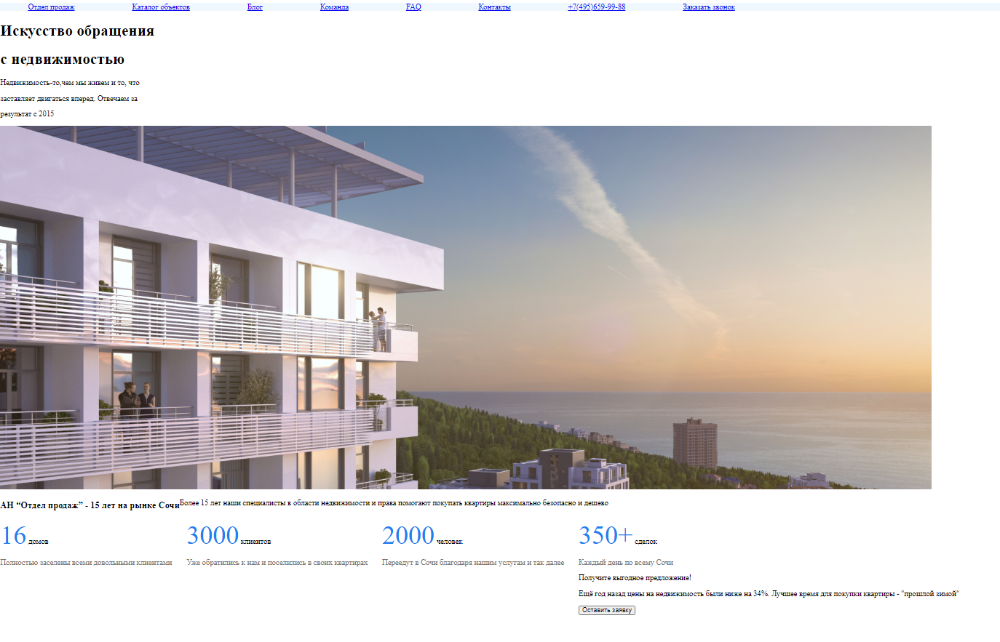 Отдел продаж Каталог объектов Блог Команда FAQ Контакты +7(495)659-99-88 Заказать звонок
Искусство обращения
с недвижимостью
Недвижимость-то,чем мы живем и то, что
заставляет двигаться вперед. Отвечаем за
результат с 2015
АН “Отдел продаж” - 15 лет на рынке Сочи Более 15 лет наши специалисты в области недвижимости и права помогают покупать квартиры максимально безопасно и дешево
16 домов 3000 клиентов 2000 человек 350+ сделок
Полностью заселены всеми довольными клиентами Уже обратились к нам и поселились в своих квартирах Переедут в Сочи благодаря нашим услугам и так далее Каждый день по всему Сочи
Получите выгодное предложение!
Ещё год назад цены на недвижимость были ниже на 34%. Лучшее время для покупки квартиры - "прошлой зимой"
Оставить заявку